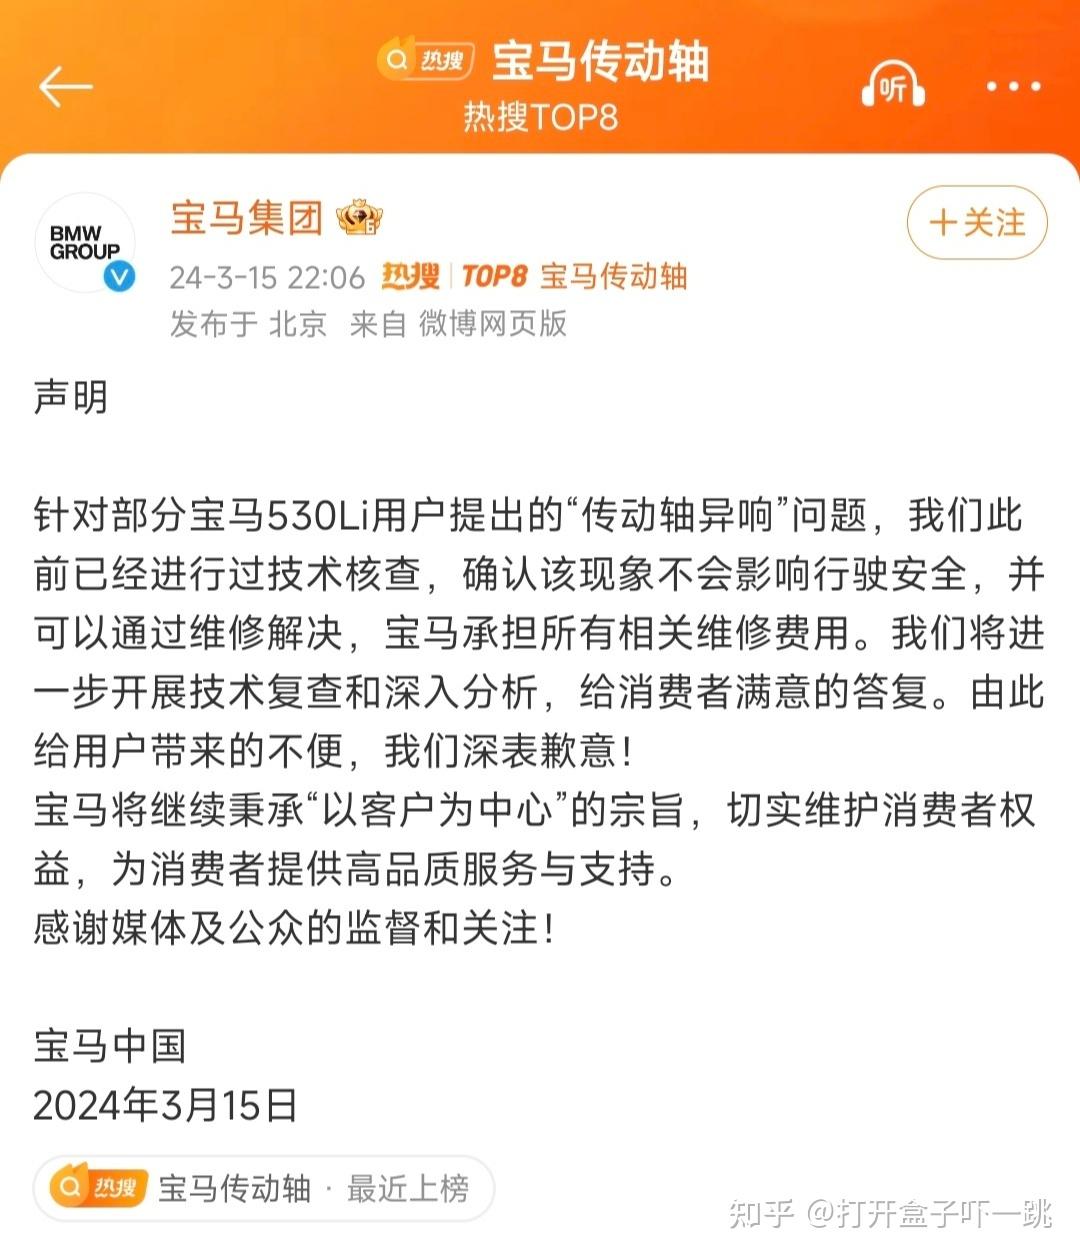 热搜 宝马传动轴
热搜TOP8
听
BMW
GROUP
宝马集团
+关注
24-3-15 22:06 热搜 TOP8 宝马传动轴
发布于 北京 来自 微博网页版
声明
针对部分宝马530Li用户提出的“传动轴异响”问题，我们此
前已经进行过技术核查，确认该现象不会影响行驶安全，并
可以通过维修解决，宝马承担所有相关维修费用。我们将进
一步开展技术复查和深入分析，给消费者满意的答复。由此
给用户带来的不便，我们深表歉意！
宝马将继续秉承“以客户为中心”的宗旨，切实维护消费者权
益，为消费者提供高品质服务与支持。
感谢媒体及公众的监督和关注！
宝马中国
2024年3月15日
热搜 宝马传动轴 · 最近上榜
知乎 @打开盒子吓一跳